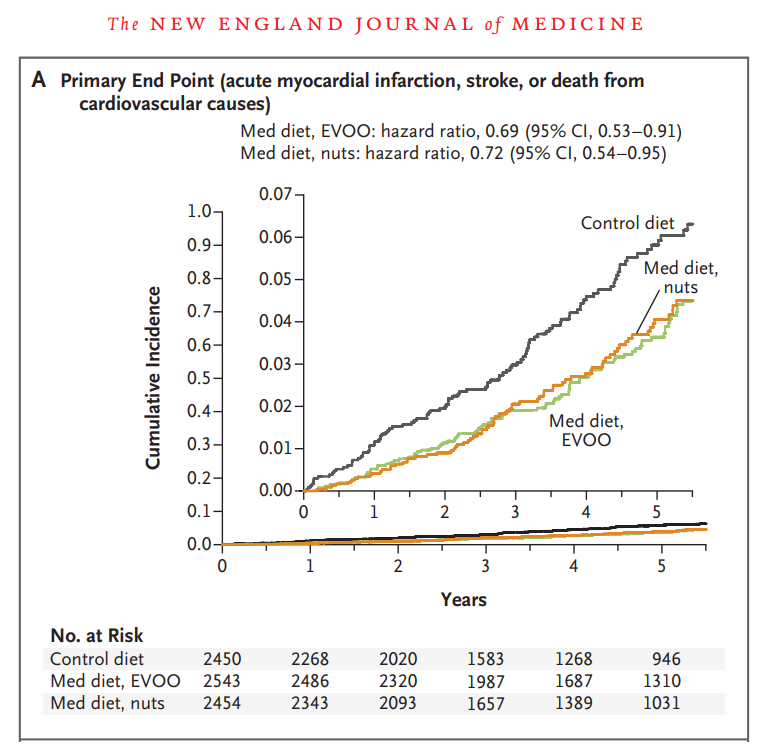 The NEW ENGLAND JOURNAL of MEDICINE
A Primary End Point (acute myocardial infarction, stroke, or death from
cardiovascular causes)
Med diet, EVOO: hazard ratio, 0.69 (95% CI, 0.53–0.91)
Med diet, nuts: hazard ratio, 0.72 (95% CI, 0.54–0.95)
Cumulative Incidence
1.0
0.9
0.8
0.7
0.6
0.5
0.4
0.3
0.2
0.1
0.0
0.07
0.06
0.05
0.04
0.03
0.02
0.01
0.00
Control diet
Med diet,
nuts
Med diet,
EVOO
0 1 2 3 4 5
0 1 2 3 4 5
Years
No. at Risk
Control diet 2450 2268 2020 1583 1268 946
Med diet, EVOO 2543 2486 2320 1987 1687 1310
Med diet, nuts 2454 2343 2093 1657 1389 1031